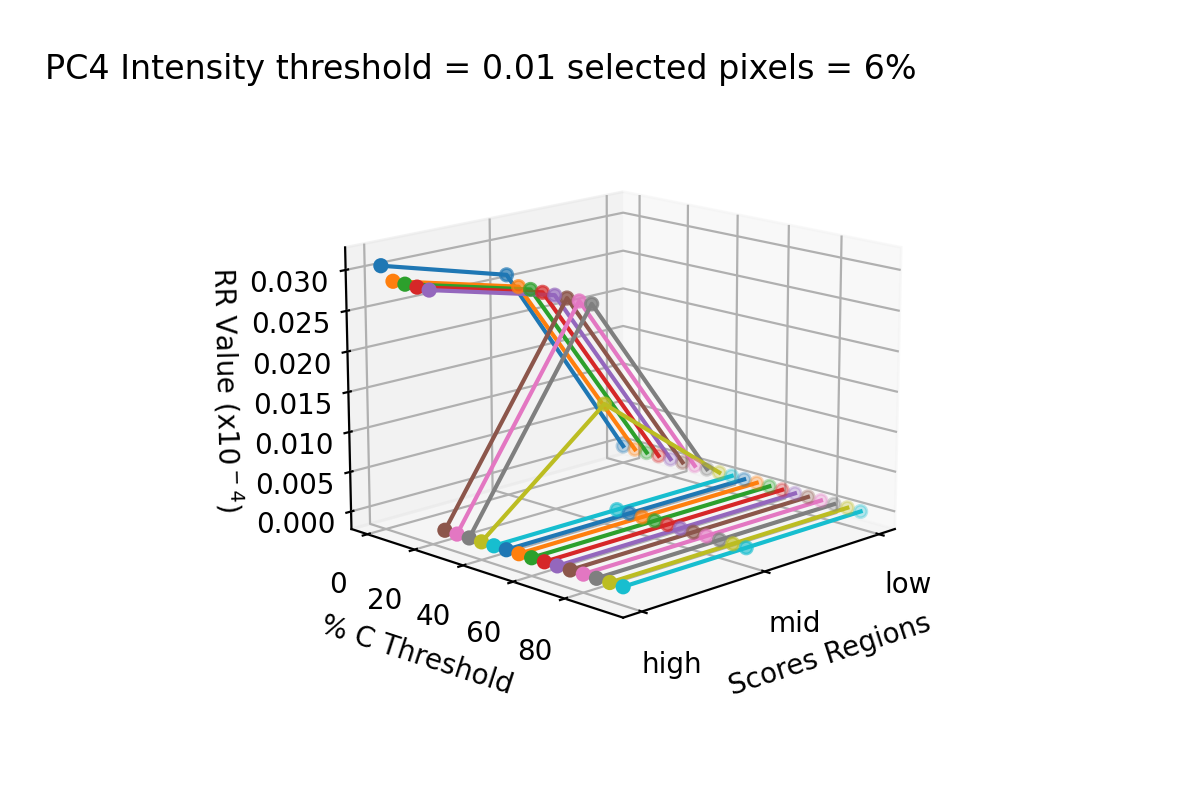 PC4 Intensity threshold = 0.01 selected pixels = 6%
0.030
0.025
0.020
0.015
0.010
0.005
0.000
RR Value (x10⁻⁴)
0
20
40
60
80
% C Threshold
high
mid
low
Scores Regions